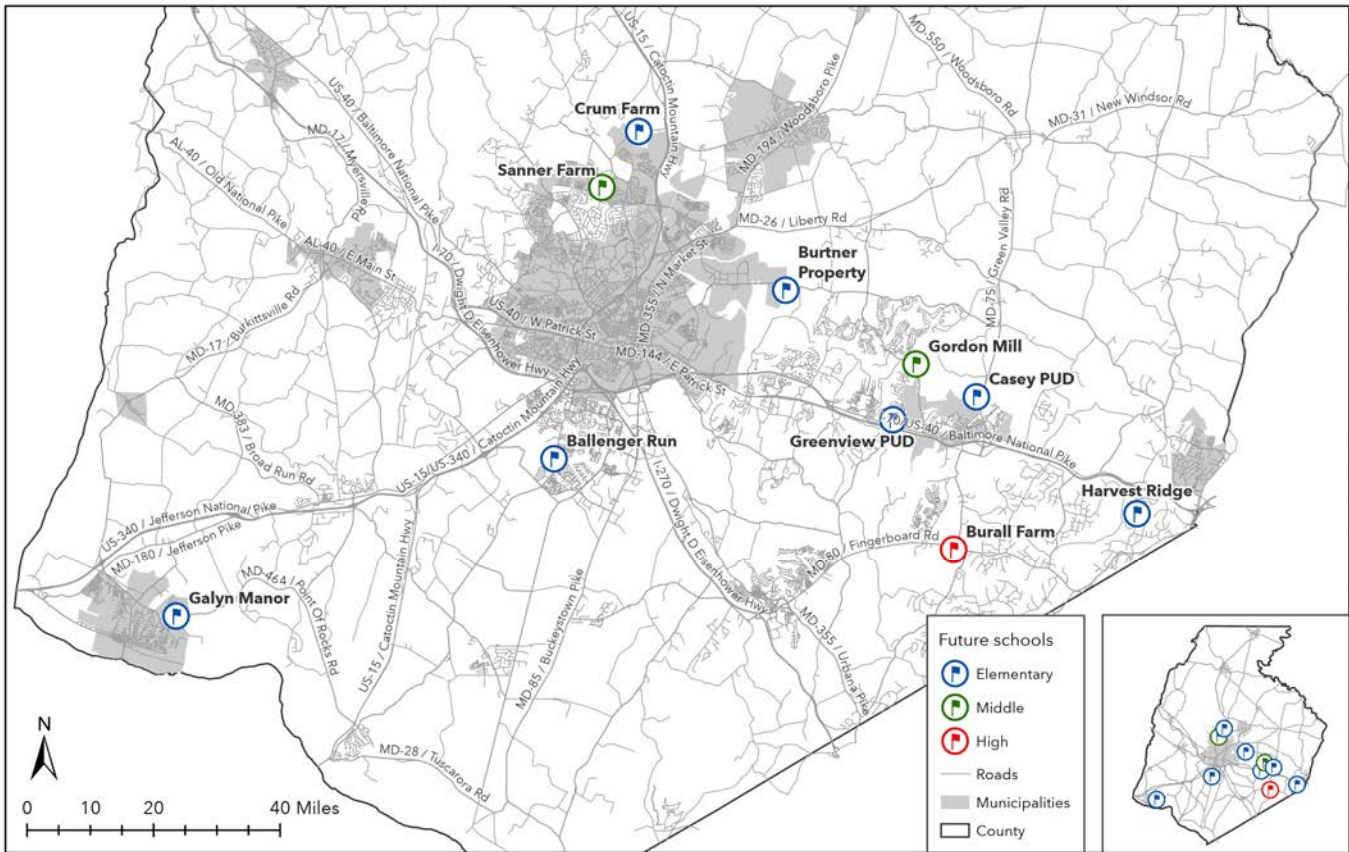 US-15 / Catoctin Mountain Hwy
MD-550 / Woodsboro Rd
MD-31 / New Windsor Rd
MD-194 / Woodsboro Pike
US-40 / Baltimore National Pike
MD-17 / Myersville
Rd
Crum Farm
Sanner Farm
AL-40 / Old National Pike
AL-40 / E Main St
I-70 / Dwight D Eisenhower Hwy
MD-26 / Liberty Rd
MD-355 / N Market St
Burtner
Property
MD-75 / Green Valley Rd
MD-17 / Burkittsville Rd
US-40 / W Patrick St
MD-144 / E Patrick St
Gordon Mill
Casey PUD
Greenview PUD
-70/US-40 / Baltimore National Pike
MD-383 / Broad Run Rd
US-15/US-340 / Catoctin Mountain Hwy
Ballenger Run
I-270 / Dwight D Eisenhower Hwy
Harvest Ridge
US-340 / Jefferson National Pike
MD-180 / Jefferson Pike
Burall Farm
MD-80 / Fingerboard Rd
MD-464 / Point Of Rocks Rd
Galyn Manor
US-15 / Catoctin Mountain Hwy
MD-85 / Buckeystown Pike
MD-355 / Urbana Pike
MD-28 / Tuscarora Rd
N
0 10 20 40 Miles
Future schools
Elementary
Middle
High
Roads
Municipalities
County